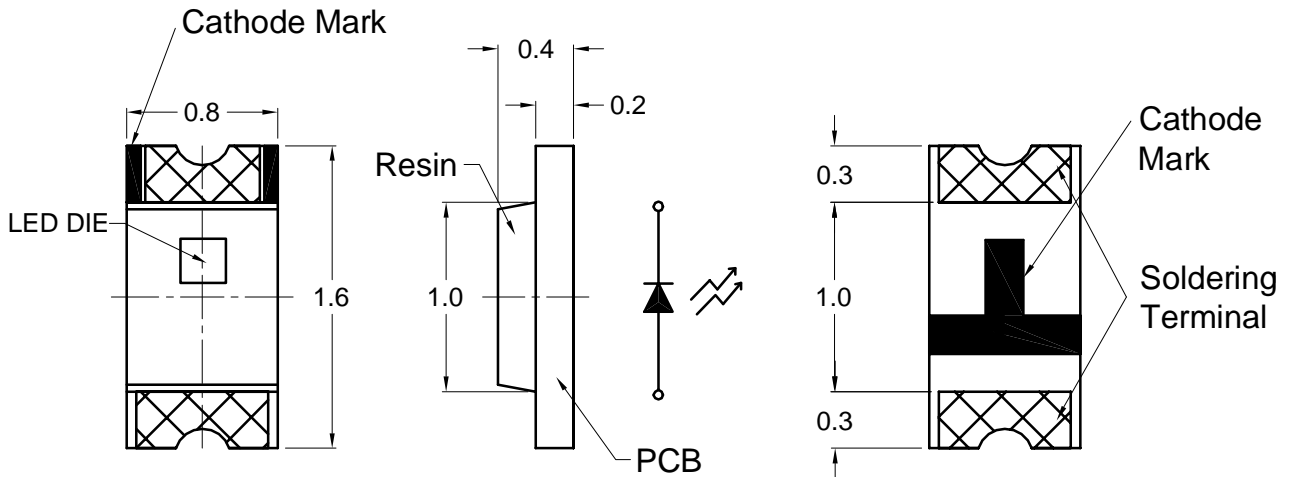 Cathode Mark
0.8
LED DIE
1.6
0.4
0.2
Resin
1.0
PCB
Cathode
Mark
0.3
1.0
0.3
Soldering
Terminal